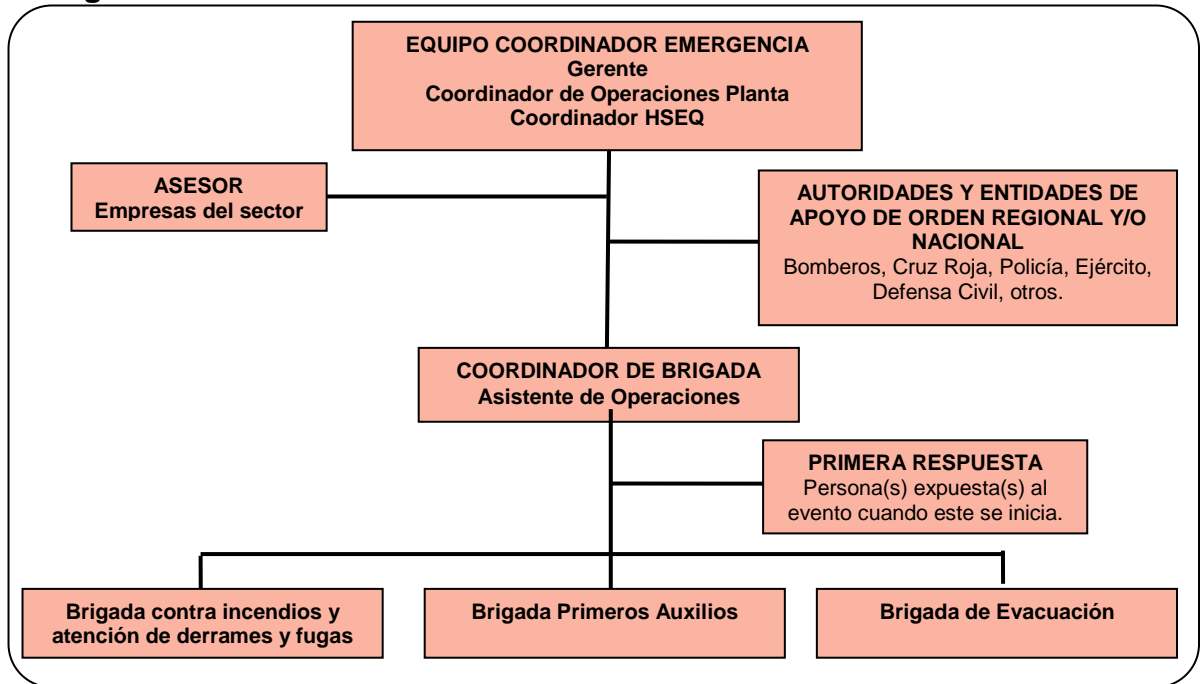 EQUIPO COORDINADOR EMERGENCIA
Gerente
Coordinador de Operaciones Planta
Coordinador HSEQ
ASESOR
Empresas del sector
AUTORIDADES Y ENTIDADES DE
APOYO DE ORDEN REGIONAL Y/O
NACIONAL
Bomberos, Cruz Roja, Policía, Ejército,
Defensa Civil, otros.
COORDINADOR DE BRIGADA
Asistente de Operaciones
PRIMERA RESPUESTA
Persona(s) expuesta(s) al
evento cuando este se inicia.
Brigada contra incendios y
atención de derrames y fugas
Brigada Primeros Auxilios
Brigada de Evacuación